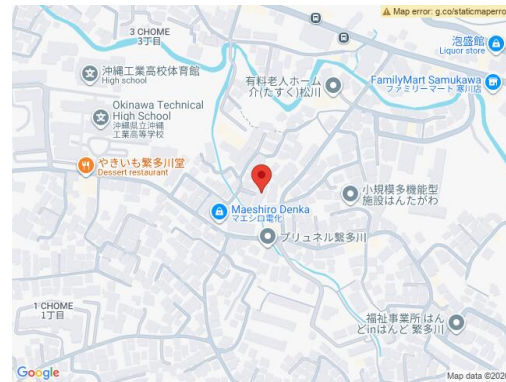 Map error: g.co/staticmaperro
3 CHOME
3丁目
泡盛館
Liquor store
沖縄工業高校体育館
High school
有料老人ホーム
介(たすく)松川
FamilyMart Samukawa
ファミリーマート 寒川店
Okinawa Technical
High School
沖縄県立沖縄
工業高等学校
やきいも繁多川堂
Dessert restaurant
小規模多機能型
施設はんたがわ
Maeshiro Denka
マエシロ電化
ブリュネル繁多川
1 CHOME
1丁目
福祉事業所 はん
どinはんど 繁多川
Google
Map data ©202